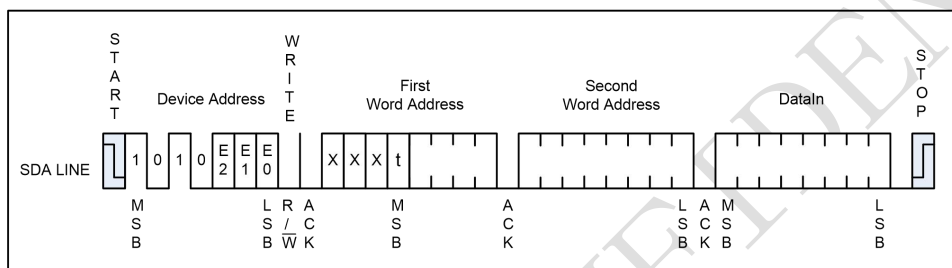 START
WRITE
STOP
Device Address
First
Word Address
Second
Word Address
DataIn
SDA LINE
1 0 1 0 E2 E1 E0
X X X t
MSB
LSB
R/W
ACK
MSB
ACK
LSB
ACK
MSB
LSB